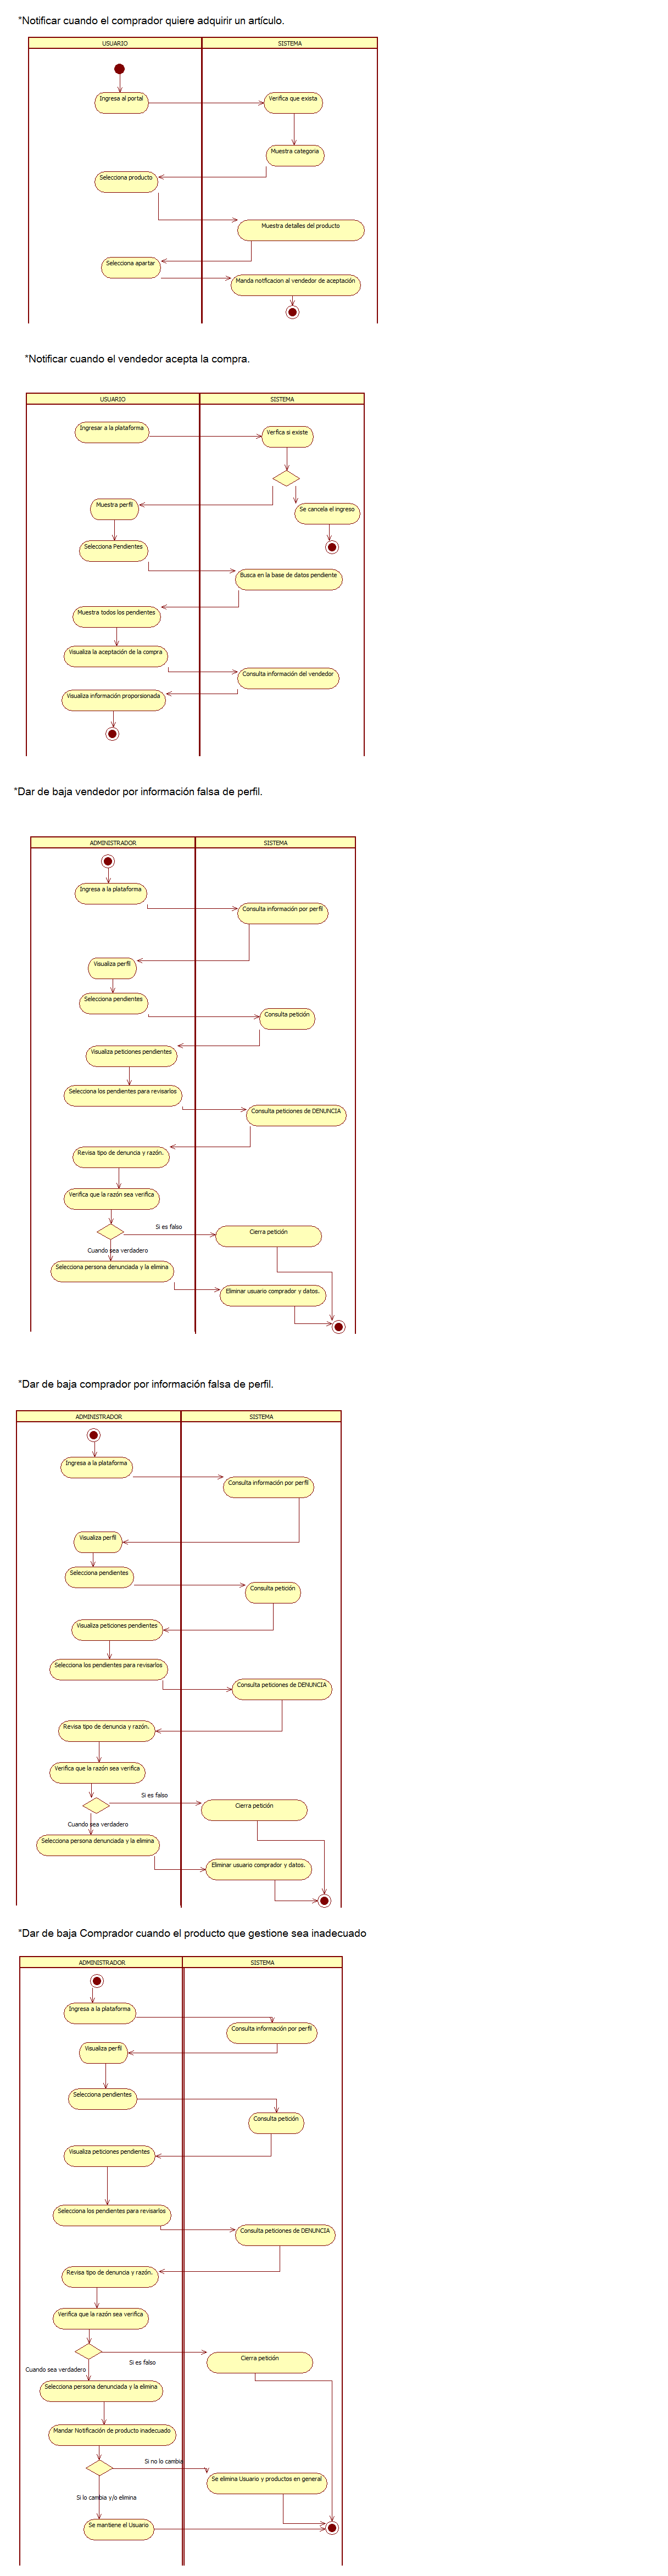 *Notificar cuando el comprador quiere adquirir un artículo.
USUARIO
SISTEMA
Ingresa al portal
Verifica que exista
Muestra categoria
Selecciona producto
Muestra detalles del producto
Selecciona apartar
Manda notficacion al vendedor de aceptación
*Notificar cuando el vendedor acepta la compra.
USUARIO
SISTEMA
Ingresar a la plataforma
Verfica si existe
Muestra perfil
Se cancela el ingreso
Selecciona Pendientes
Busca en la base de datos pendiente
Muestra todos los pendientes
Visualiza la aceptación de la compra
Consulta información del vendedor
Visualiza información proporsionada
*Dar de baja vendedor por información falsa de perfil.
ADMINISTRADOR
SISTEMA
Ingresa a la plataforma
Consulta información por perfil
Visualiza perfil
Selecciona pendientes
Consulta petición
Visualiza peticiones pendientes
Selecciona los pendientes para revisarlos
Consulta peticiones de DENUNCIA
Revisa tipo de denuncia y razón.
Verifica que la razón sea verifica
Si es falso
Cierra petición
Cuando sea verdadero
Selecciona persona denunciada y la elimina
Eliminar usuario comprador y datos.
*Dar de baja comprador por información falsa de perfil.
ADMINISTRADOR
SISTEMA
Ingresa a la plataforma
Consulta información por perfil
Visualiza perfil
Selecciona pendientes
Consulta petición
Visualiza peticiones pendientes
Selecciona los pendientes para revisarlos
Consulta peticiones de DENUNCIA
Revisa tipo de denuncia y razón.
Verifica que la razón sea verifica
Si es falso
Cierra petición
Cuando sea verdadero
Selecciona persona denunciada y la elimina
Eliminar usuario comprador y datos.
*Dar de baja Comprador cuando el producto que gestione sea inadecuado
ADMINISTRADOR
SISTEMA
Ingresa a la plataforma
Consulta información por perfil
Visualiza perfil
Selecciona pendientes
Consulta petición
Visualiza peticiones pendientes
Selecciona los pendientes para revisarlos
Consulta peticiones de DENUNCIA
Revisa tipo de denuncia y razón.
Verifica que la razón sea verifica
Si es falso
Cierra petición
Cuando sea verdadero
Selecciona persona denunciada y la elimina
Mandar Notificación de producto inadecuado
Si no lo cambia
Se elimina Usuario y productos en general
Si lo cambia y/o elimina
Se mantiene el Usuario